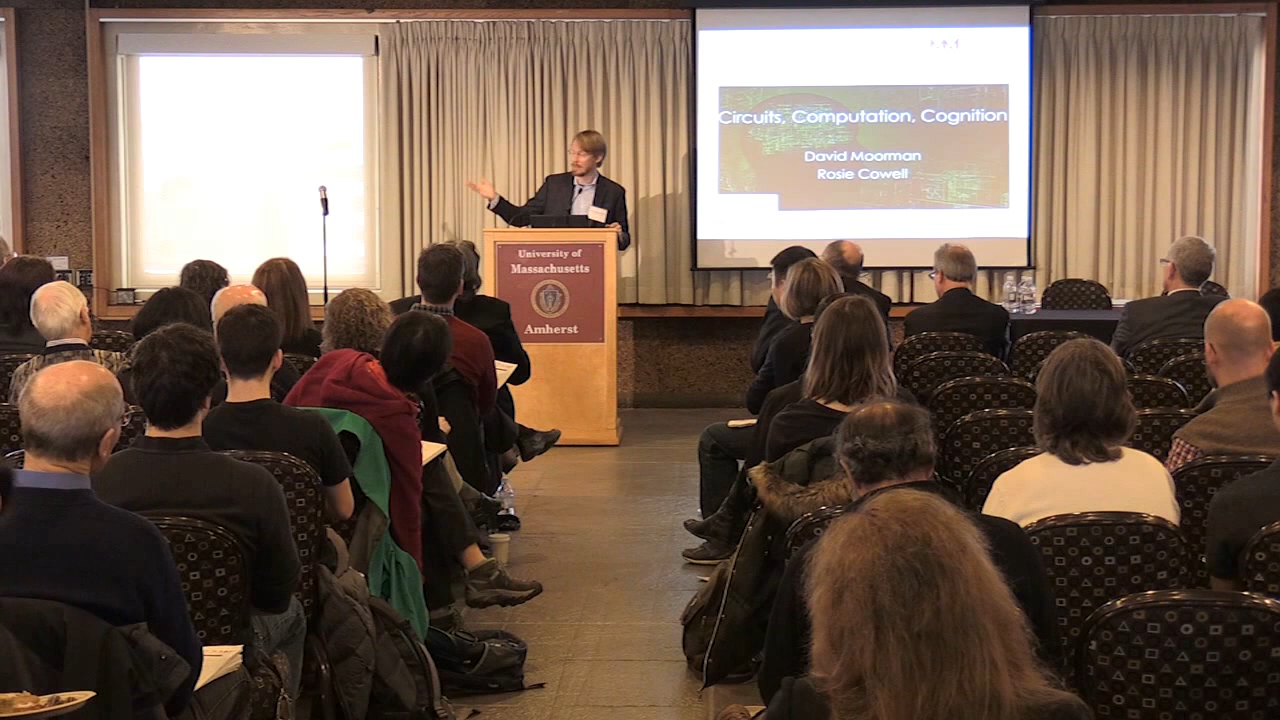 Circuits, Computation, Cognition
David Moorman
Rosie Cowell
University of
Massachusetts
Amherst